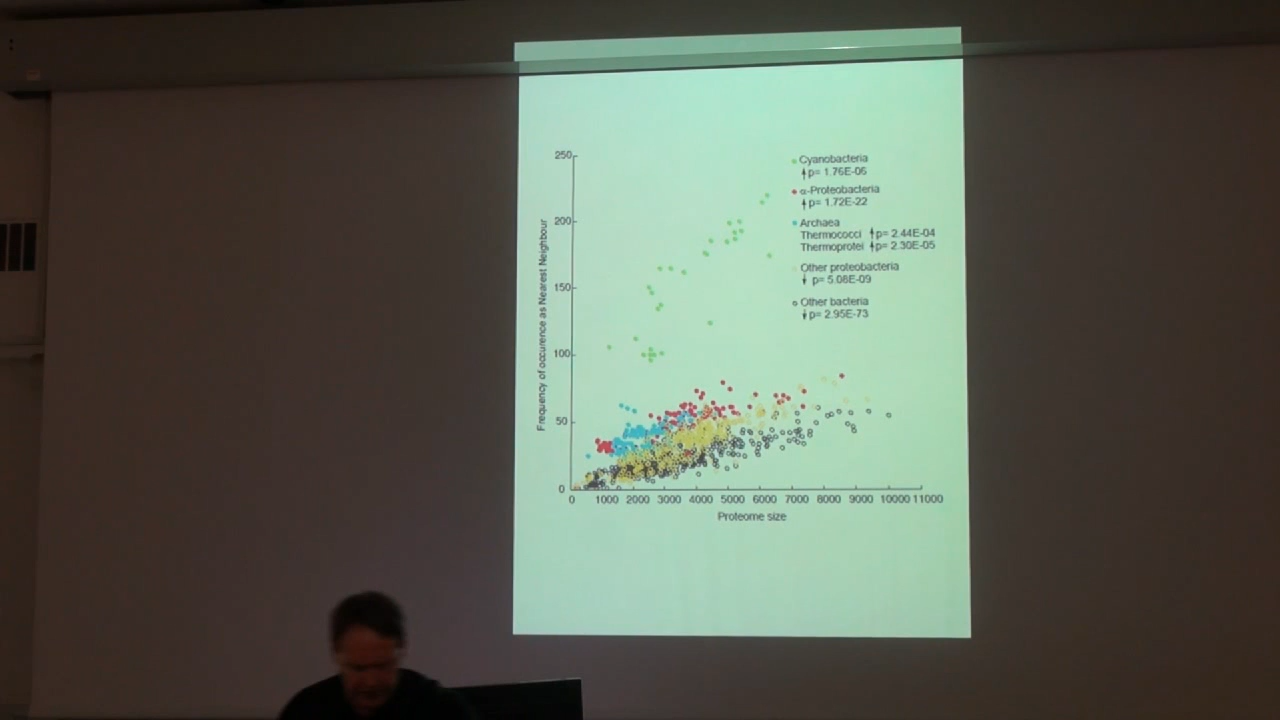 250
200
150
100
50
0
Frequency of occurence as Nearest Neighbour
0 1000 2000 3000 4000 5000 6000 7000 8000 9000 10000 11000
Proteome size
Cyanobacteria
↑p= 1.76E-06
α-Proteobacteria
↑p= 1.72E-22
Archaea
Thermococci ↑p= 2.44E-04
Thermoprotei ↑p= 2.30E-05
Other proteobacteria
↓ p= 5.08E-09
Other bacteria
↓p= 2.95E-73